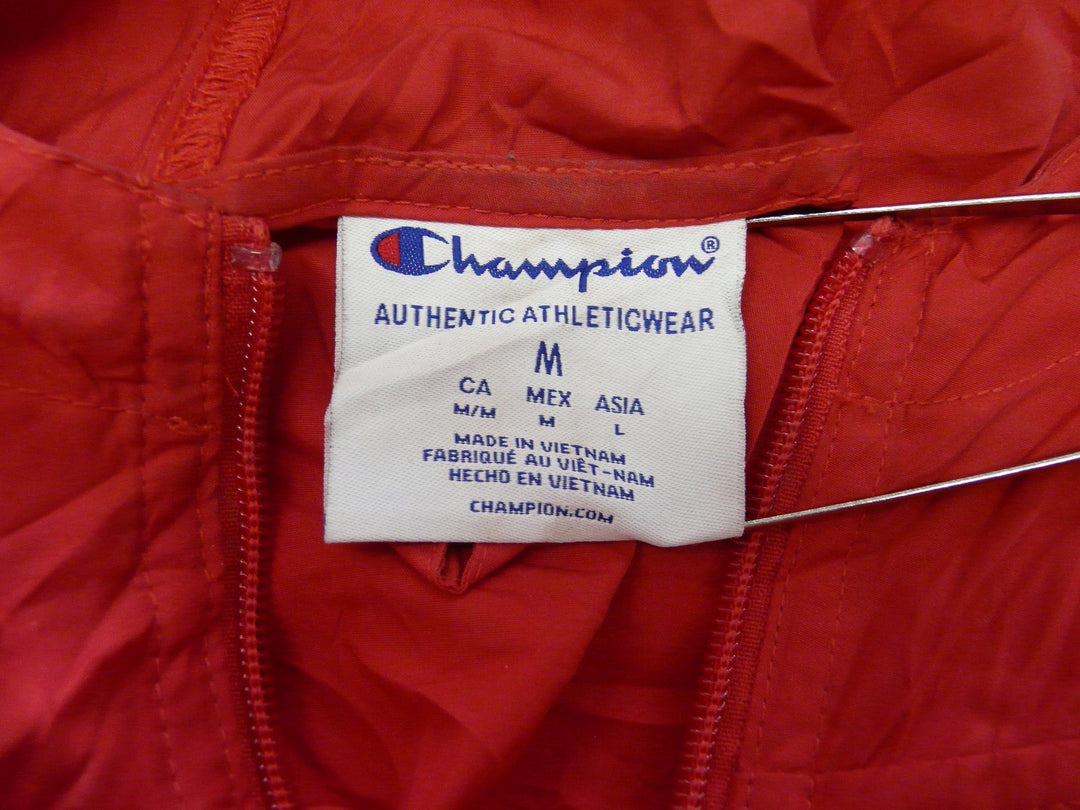 Champion®
AUTHENTIC ATHLETICWEAR
M
CA MEX ASIA
M/M M L
MADE IN VIETNAM
FABRIQUÉ AU VIÊT-NAM
HECHO EN VIETNAM
CHAMPION.COM